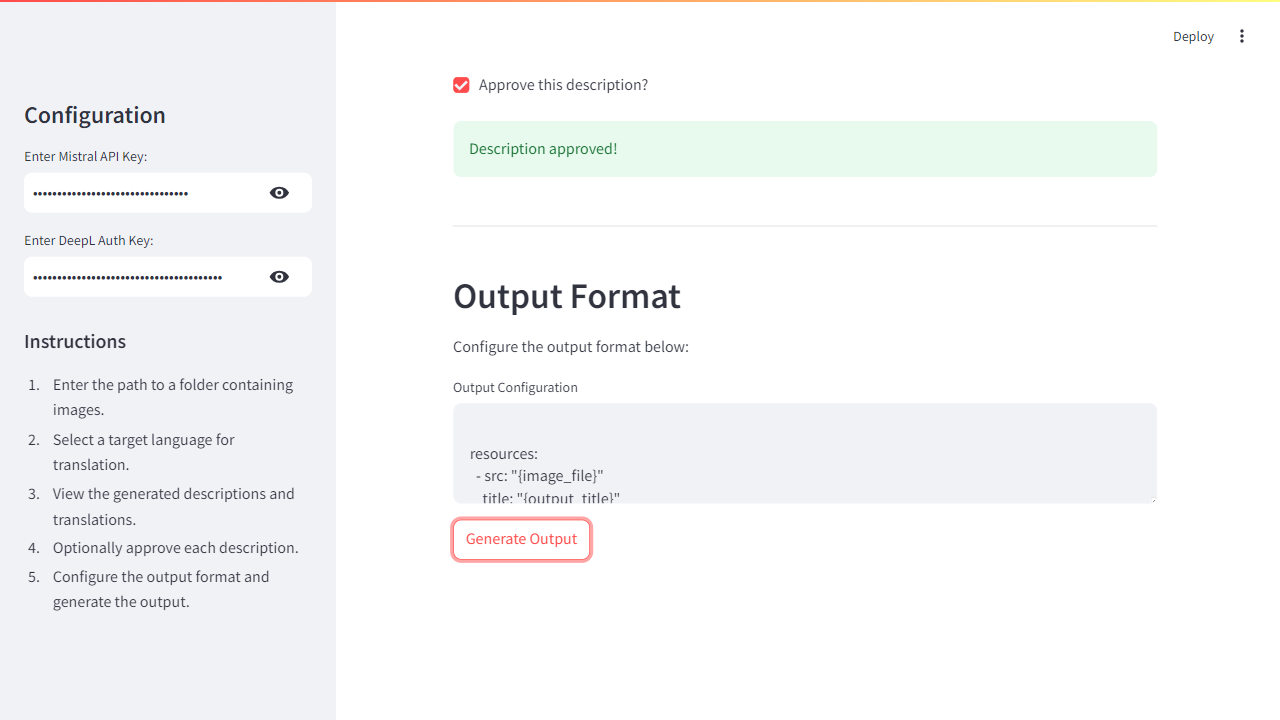 Deploy
Configuration
Enter Mistral API Key:
••••••••••••••••••••••••••••••••
Enter DeepL Auth Key:
•••••••••••••••••••••••••••••••••••••••
Instructions
1. Enter the path to a folder containing
images.
2. Select a target language for
translation.
3. View the generated descriptions and
translations.
4. Optionally approve each description.
5. Configure the output format and
generate the output.
Approve this description?
Description approved!
Output Format
Configure the output format below:
Output Configuration
resources:
- src: "{image_file}"
title: "{output_title}"
Generate Output